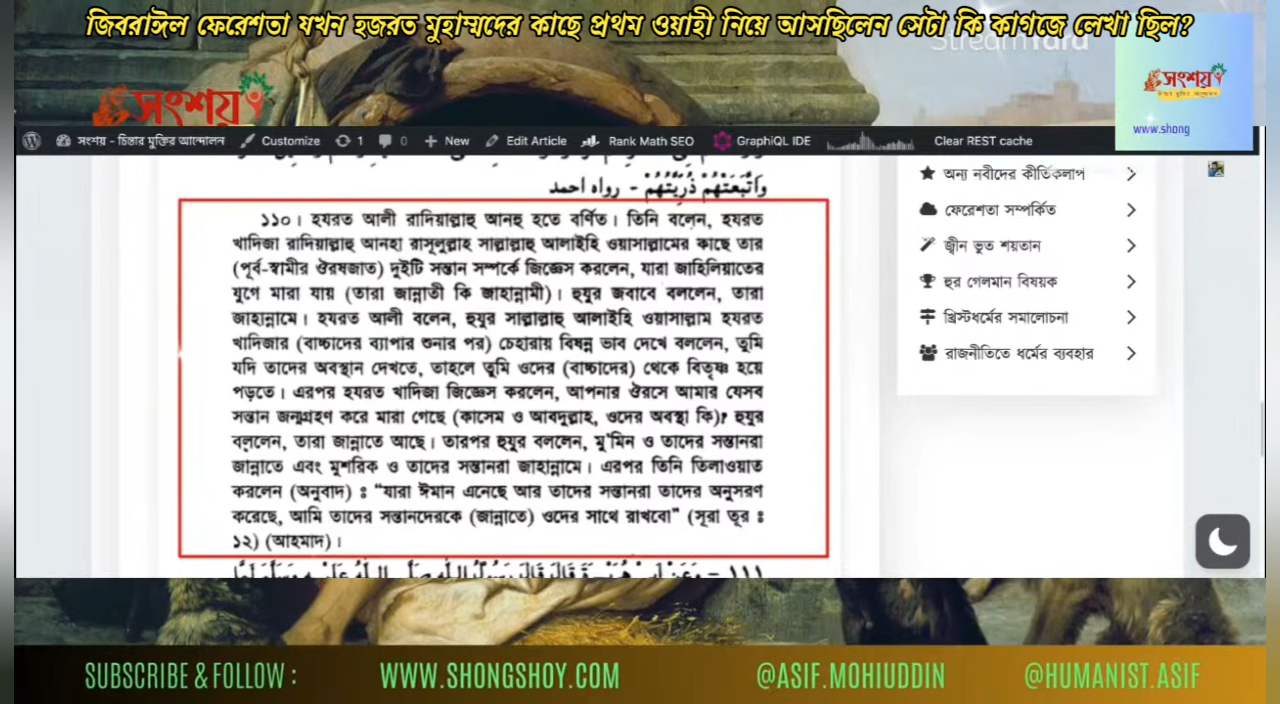 জিবরাঈল ফেরেশতা যখন হজরত মুহাম্মদের কাছে প্রথম ওয়াহী নিয়ে আসছিলেন সেটা কি কাগজে লেখা ছিল?
StreamYard
সংশয়
সংশয়
www.shong
সংশয় - চিন্তার মুক্তির আন্দোলন Customize 1 0 New Edit Article Rank Math SEO GraphiQL IDE Clear REST cache
وَاتَّبَعَتْهُمْ ذُرِّيَّتُهُمْ - رواه احمد
১১০। হযরত আলী রাদিয়াল্লাহু আনহু হতে বর্ণিত। তিনি বলেন, হযরত
খাদিজা রাদিয়াল্লাহু আনহা রাসূলুল্লাহ সাল্লাল্লাহু আলাইহি ওয়াসাল্লামের কাছে তার
(পূর্ব-স্বামীর ঔরষজাত) দুইটি সন্তান সম্পর্কে জিজ্ঞেস করলেন, যারা জাহিলিয়াতের
যুগে মারা যায় (তারা জান্নাতী কি জাহান্নামী)। হুযুর জবাবে বললেন, তারা
জাহান্নামে। হযরত আলী বলেন, হুযুর সাল্লাল্লাহু আলাইহি ওয়াসাল্লাম হযরত
খাদিজার (বাচ্চাদের ব্যাপার শুনার পর) চেহারায় বিষন্ন ভাব দেখে বললেন, তুমি
যদি তাদের অবস্থান দেখতে, তাহলে তুমি ওদের (বাচ্চাদের) থেকে বিতৃষ্ণ হয়ে
পড়তে। এরপর হযরত খাদিজা জিজ্ঞেস করলেন, আপনার ঔরসে আমার যেসব
সন্তান জন্মগ্রহণ করে মারা গেছে (কাসেম ও আবদুল্লাহ, ওদের অবস্থা কি)? হুযুর
বললেন, তারা জান্নাতে আছে। তারপর হুযুর বললেন, মু'মিন ও তাদের সন্তানরা
জান্নাতে এবং মুশরিক ও তাদের সন্তানরা জাহান্নামে। এরপর তিনি তিলাওয়াত
করলেন (অনুবাদ) ঃ “যারা ঈমান এনেছে আর তাদের সন্তানরা তাদের অনুসরণ
করেছে, আমি তাদের সন্তানদেরকে (জান্নাতে) ওদের সাথে রাখবো” (সূরা তূর ঃ
১২) (আহমাদ)।
অন্য নবীদের কীর্তিকলাপ
ফেরেশতা সম্পর্কিত
জ্বীন ভুত শয়তান
হুর গেলমান বিষয়ক
খ্রিস্টধর্মের সমালোচনা
রাজনীতিতে ধর্মের ব্যবহার
SUBSCRIBE & FOLLOW : WWW.SHONGSHOY.COM @ASIF.MOHIUDDIN @HUMANIST.ASIF